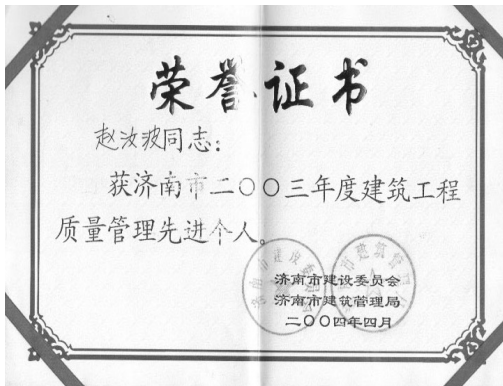 荣誉证书
赵汝波同志：
获济南市二〇〇三年度建筑工程
质量管理先进个人。
济南市建设委员会
济南市建筑管理局
二〇〇四年四月